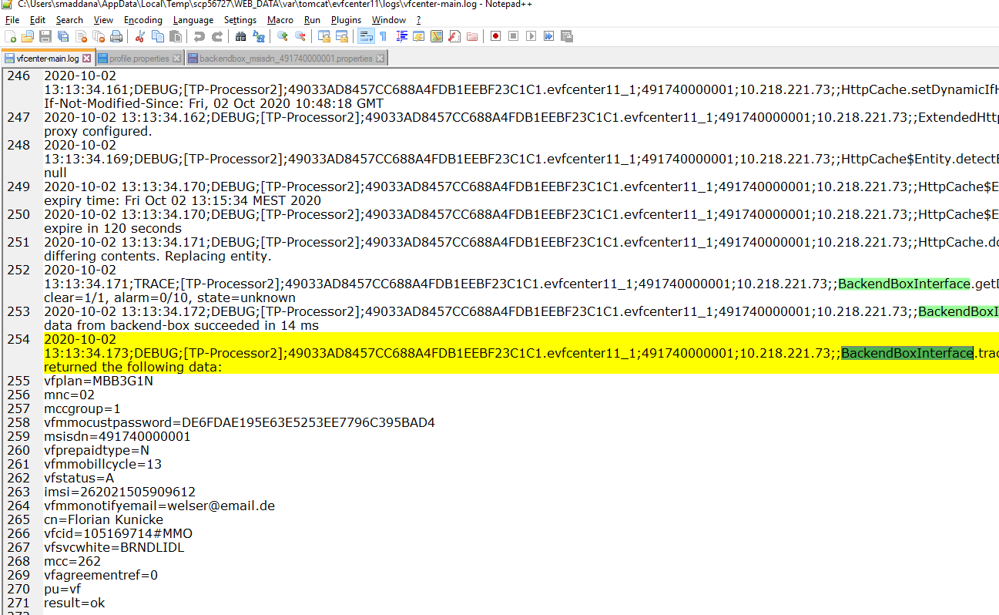 C:\Users\smaddana\AppData\Local\Temp\scp56727\WEB_DATA\var\tomcat\evfcenter11\logs\vfcenter-main.log - Notepad++
File Edit Search View Encoding Language Settings Macro Run Plugins Window ?
vfcenter-main.log profile.properties backendbox_msisdn_491740000001.properties
246 2020-10-02
13:13:34.161;DEBUG;[TP-Processor2];49033AD8457CC688A4FDB1EEBF23C1C1.evfcenter11_1;491740000001;10.218.221.73;;HttpCache.setDynamicIfH
If-Not-Modified-Since: Fri, 02 Oct 2020 10:48:18 GMT
247 2020-10-02 13:13:34.162;DEBUG;[TP-Processor2];49033AD8457CC688A4FDB1EEBF23C1C1.evfcenter11_1;491740000001;10.218.221.73;;ExtendedHttp
proxy configured.
248 2020-10-02
13:13:34.169;DEBUG;[TP-Processor2];49033AD8457CC688A4FDB1EEBF23C1C1.evfcenter11_1;491740000001;10.218.221.73;;HttpCache$Entity.detectE
null
249 2020-10-02 13:13:34.170;DEBUG;[TP-Processor2];49033AD8457CC688A4FDB1EEBF23C1C1.evfcenter11_1;491740000001;10.218.221.73;;HttpCache$E
expiry time: Fri Oct 02 13:15:34 MEST 2020
250 2020-10-02 13:13:34.170;DEBUG;[TP-Processor2];49033AD8457CC688A4FDB1EEBF23C1C1.evfcenter11_1;491740000001;10.218.221.73;;HttpCache$E
expire in 120 seconds
251 2020-10-02 13:13:34.171;DEBUG;[TP-Processor2];49033AD8457CC688A4FDB1EEBF23C1C1.evfcenter11_1;491740000001;10.218.221.73;;HttpCache.do
differing contents. Replacing entity.
252 2020-10-02
13:13:34.171;TRACE;[TP-Processor2];49033AD8457CC688A4FDB1EEBF23C1C1.evfcenter11_1;491740000001;10.218.221.73;;BackendBoxInterface.getD
clear=1/1, alarm=0/10, state=unknown
253 2020-10-02 13:13:34.172;DEBUG;[TP-Processor2];49033AD8457CC688A4FDB1EEBF23C1C1.evfcenter11_1;491740000001;10.218.221.73;;BackendBoxI
data from backend-box succeeded in 14 ms
254 2020-10-02
13:13:34.173;DEBUG;[TP-Processor2];49033AD8457CC688A4FDB1EEBF23C1C1.evfcenter11_1;491740000001;10.218.221.73;;BackendBoxInterface.trac
returned the following data:
255 vfplan=MBB3G1N
256 mnc=02
257 mccgroup=1
258 vfmmocustpassword=DE6FDAE195E63E5253EE7796C395BAD4
259 msisdn=491740000001
260 vfprepaidtype=N
261 vfmmobillcycle=13
262 vfstatus=A
263 imsi=262021505909612
264 vfmmonotifyemail=welser@email.de
265 cn=Florian Kunicke
266 vfcid=105169714#MMO
267 vfsvcwhite=BRNDLIDL
268 mcc=262
269 vfagreementref=0
270 pu=vf
271 result=ok